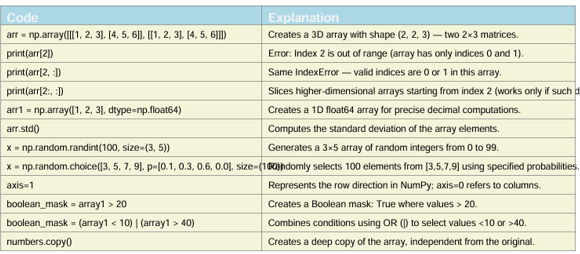 Code Explanation
arr = np.array([[[1, 2, 3], [4, 5, 6]], [[1, 2, 3], [4, 5, 6]]]) Creates a 3D array with shape (2, 2, 3) — two 2×3 matrices.
print(arr[2]) Error: Index 2 is out of range (array has only indices 0 and 1).
print(arr[2, :]) Same IndexError — valid indices are 0 or 1 in this array.
print(arr[2:, :]) Slices higher-dimensional arrays starting from index 2 (works only if such d
arr1 = np.array([1, 2, 3], dtype=np.float64) Creates a 1D float64 array for precise decimal computations.
arr.std() Computes the standard deviation of the array elements.
x = np.random.randint(100, size=(3, 5)) Generates a 3×5 array of random integers from 0 to 99.
x = np.random.choice([3, 5, 7, 9], p=[0.1, 0.3, 0.6, 0.0], size=(100)) Randomly selects 100 elements from [3,5,7,9] using specified probabilities.
axis=1 Represents the row direction in NumPy; axis=0 refers to columns.
boolean_mask = array1 > 20 Creates a Boolean mask: True where values > 20.
boolean_mask = (array1 < 10) | (array1 > 40) Combines conditions using OR (|) to select values <10 or >40.
numbers.copy() Creates a deep copy of the array, independent from the original.